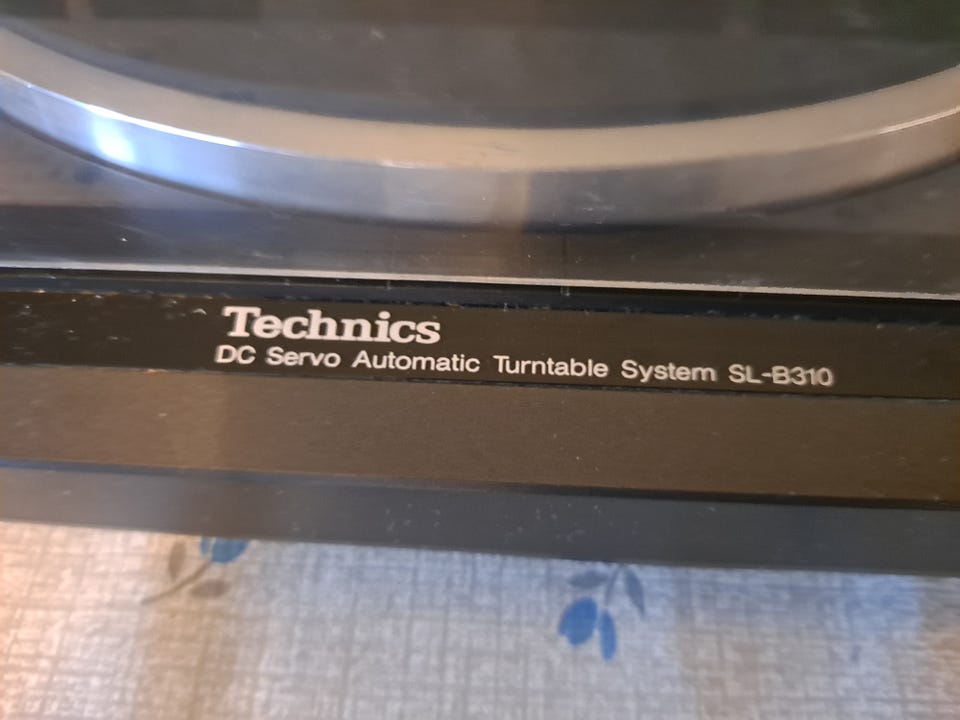 Technics
DC Servo Automatic Turntable System SL-B310